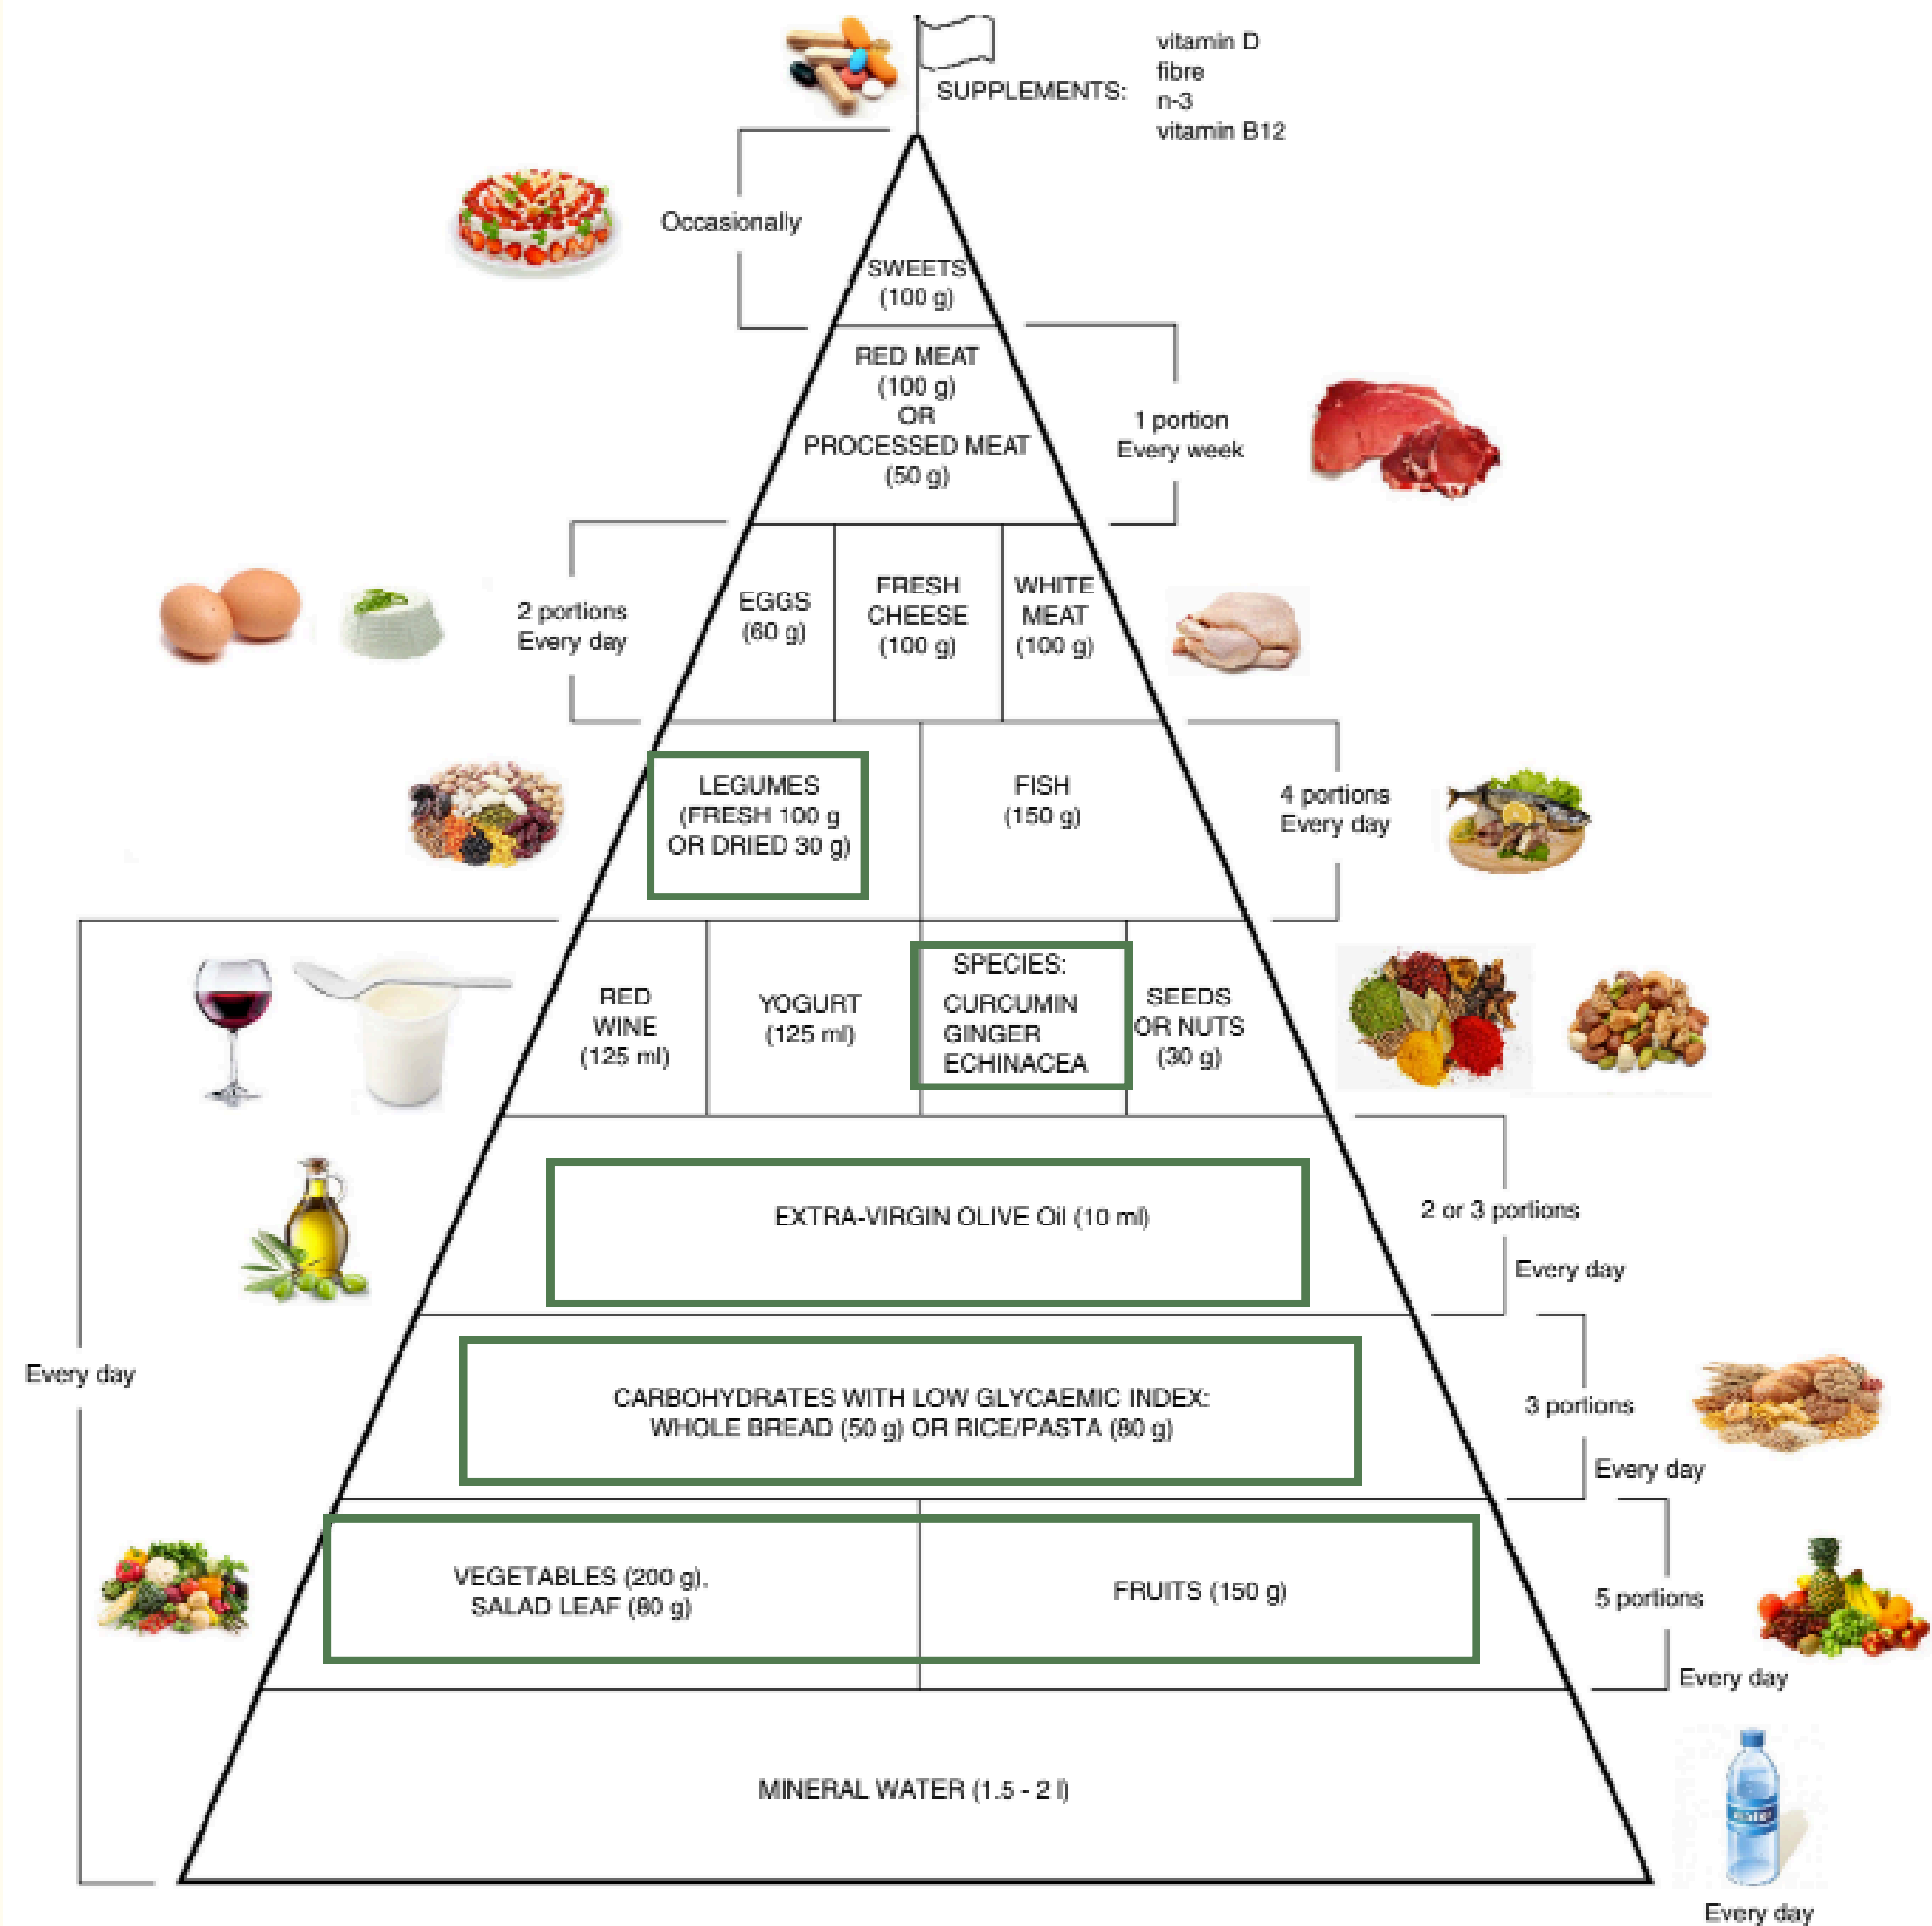 SUPPLEMENTS:
vitamin D
fibre
n-3
vitamin B12
Occasionally
SWEETS
(100 g)
RED MEAT
(100 g)
OR
PROCESSED MEAT
(50 g)
1 portion
Every week
2 portions
Every day
EGGS
(60 g)
FRESH
CHEESE
(100 g)
WHITE
MEAT
(100 g)
LEGUMES
(FRESH 100 g
OR DRIED 30 g)
FISH
(150 g)
4 portions
Every day
RED
WINE
(125 ml)
YOGURT
(125 ml)
SPECIES:
CURCUMIN
GINGER
ECHINACEA
SEEDS
OR NUTS
(30 g)
EXTRA-VIRGIN OLIVE Oil (10 ml)
2 or 3 portions
Every day
Every day
CARBOHYDRATES WITH LOW GLYCAEMIC INDEX:
WHOLE BREAD (50 g) OR RICE/PASTA (80 g)
3 portions
Every day
VEGETABLES (200 g),
SALAD LEAF (80 g)
FRUITS (150 g)
5 portions
Every day
MINERAL WATER (1.5 - 2 l)
Every day